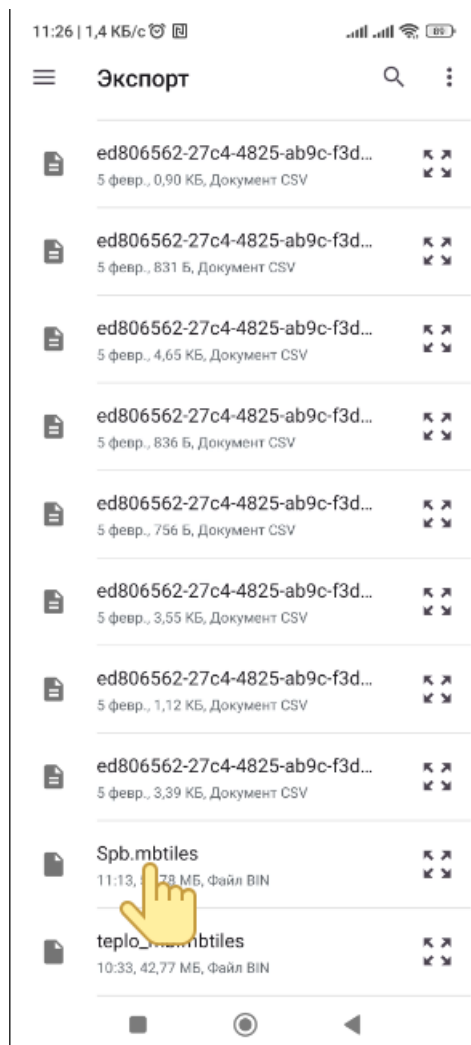 11:26 | 1,4 КБ/с
89
Экспорт
ed806562-27c4-4825-ab9c-f3d...
5 февр., 0,90 КБ, Документ CSV
ed806562-27c4-4825-ab9c-f3d...
5 февр., 831 Б, Документ CSV
ed806562-27c4-4825-ab9c-f3d...
5 февр., 4,65 КБ, Документ CSV
ed806562-27c4-4825-ab9c-f3d...
5 февр., 836 Б, Документ CSV
ed806562-27c4-4825-ab9c-f3d...
5 февр., 756 Б, Документ CSV
ed806562-27c4-4825-ab9c-f3d...
5 февр., 3,55 КБ, Документ CSV
ed806562-27c4-4825-ab9c-f3d...
5 февр., 1,12 КБ, Документ CSV
ed806562-27c4-4825-ab9c-f3d...
5 февр., 3,39 КБ, Документ CSV
Spb.mbtiles
11:13, МБ, Файл BIN
10:33, 42,77 МБ, Файл BIN